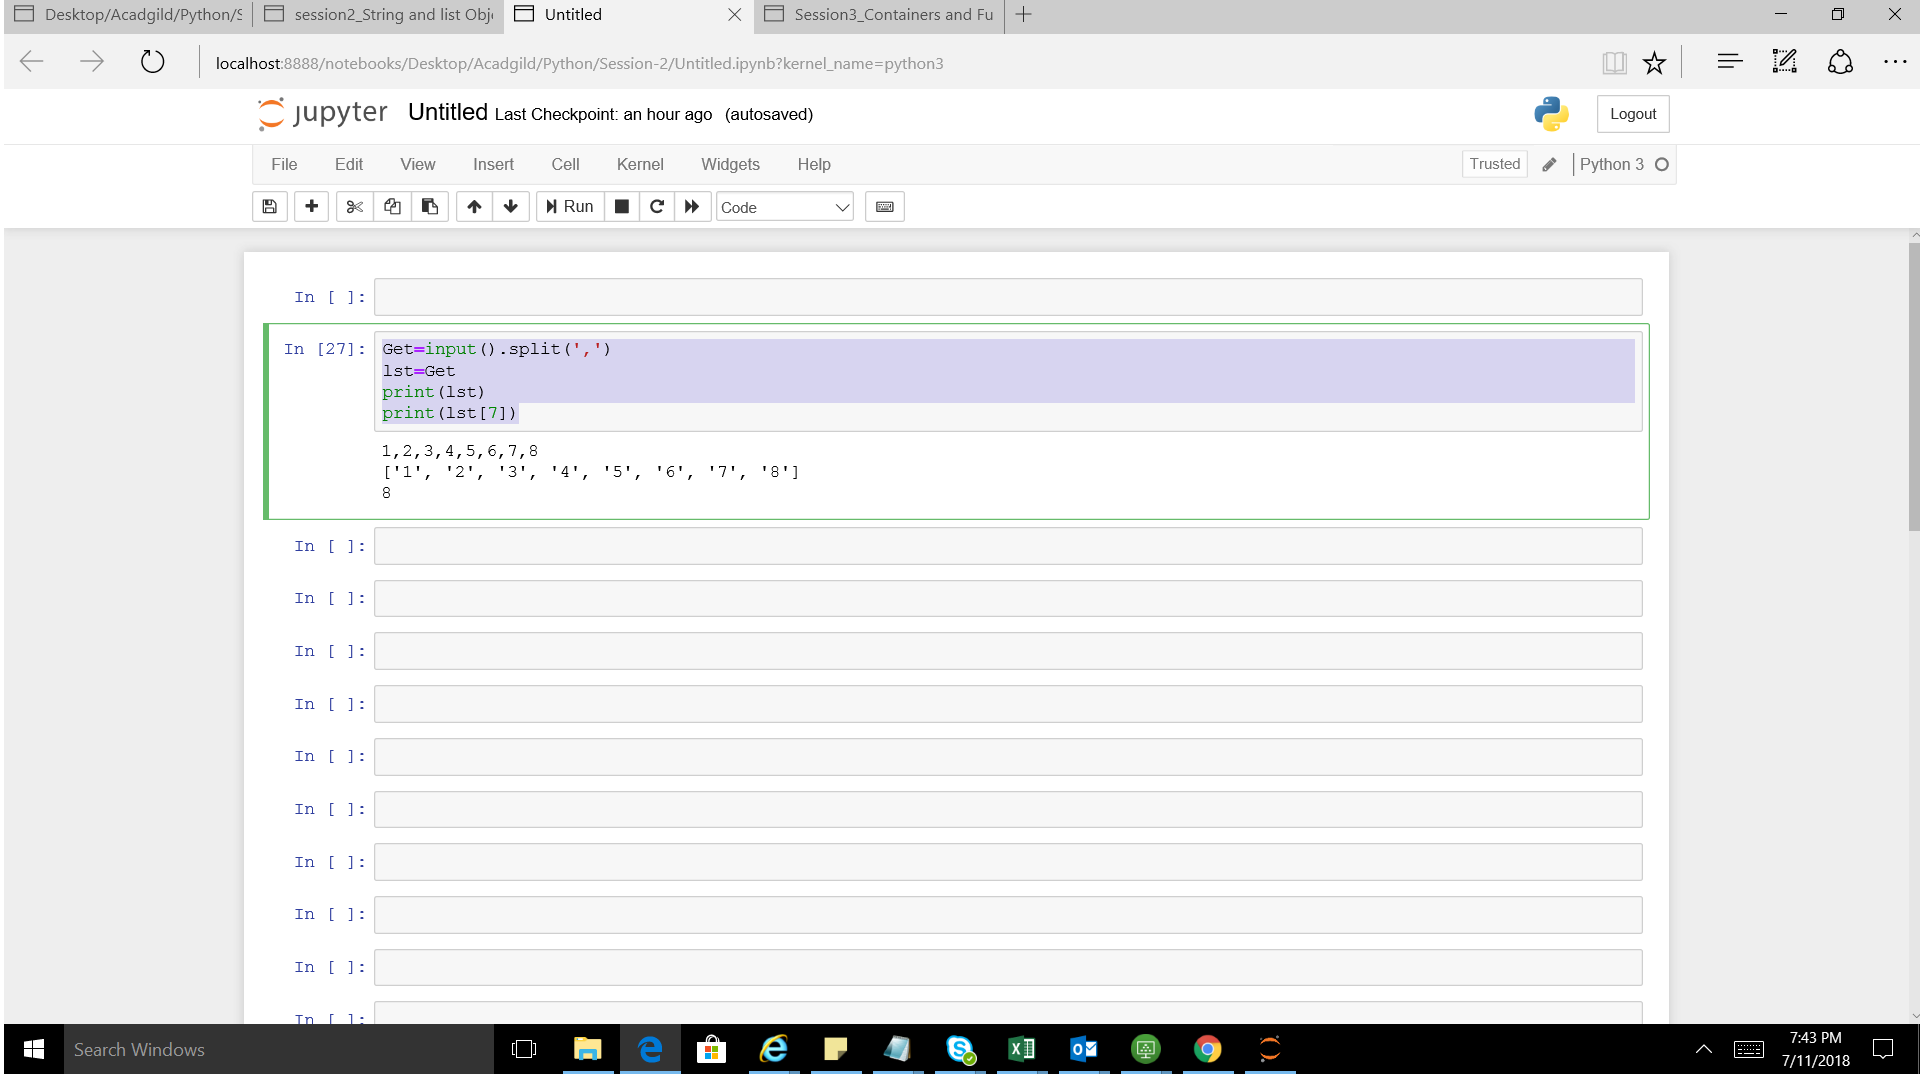 Desktop/Acadgild/Python/S
session2_String and list Obje
Untitled
Session3_Containers and Fu
localhost:8888/notebooks/Desktop/Acadgild/Python/Session-2/Untitled.ipynb?kernel_name=python3
jupyter Untitled Last Checkpoint: an hour ago (autosaved)
Logout
File Edit View Insert Cell Kernel Widgets Help
Trusted
Python 3
Run
Code
In [ ]:
In [27]:
Get=input().split(',')
lst=Get
print(lst)
print(lst[7])
1,2,3,4,5,6,7,8
['1', '2', '3', '4', '5', '6', '7', '8']
8
In [ ]:
In [ ]:
In [ ]:
In [ ]:
In [ ]:
In [ ]:
In [ ]:
In [ ]:
In [ ]:
In [ ]:
Search Windows
7:43 PM
7/11/2018